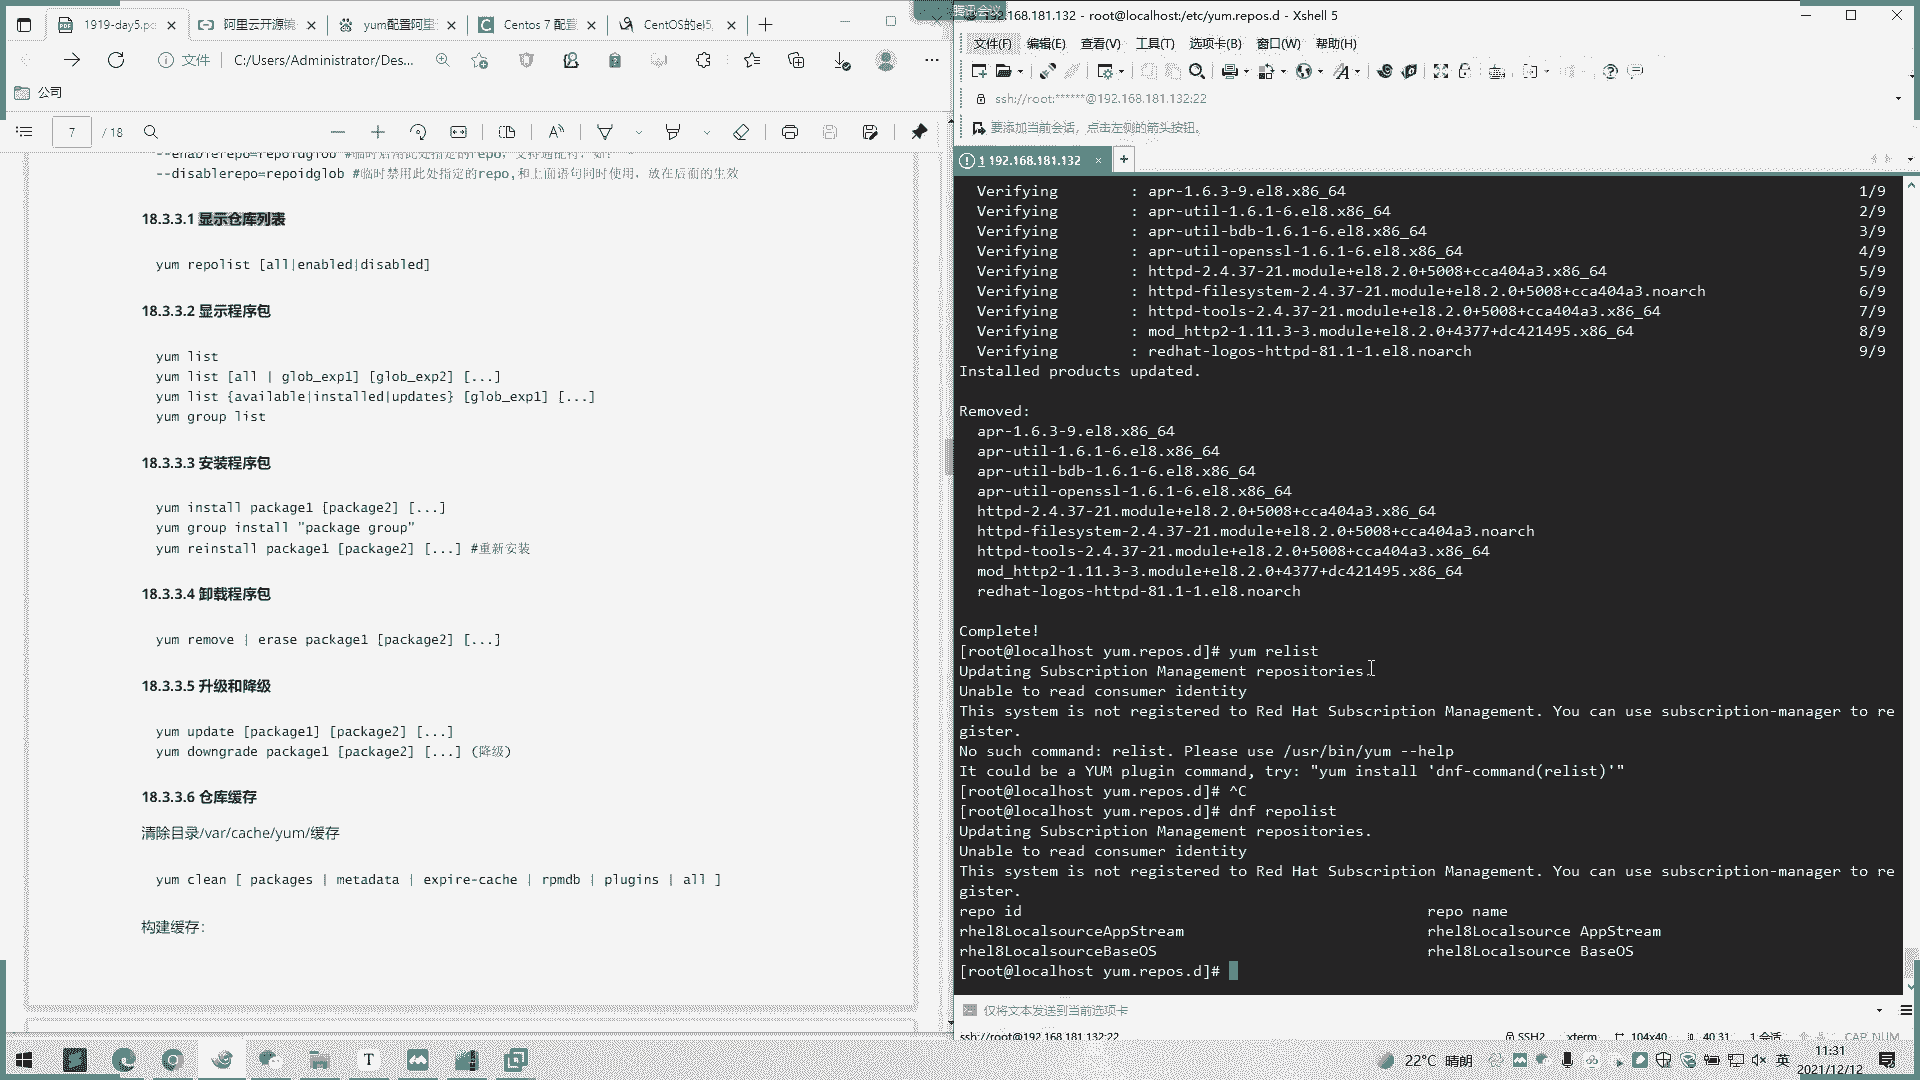 1919-day5.pc
阿里云开源镜
yum配置阿里
Centos 7 配置
CentOS的el5,
文件
C:/Users/Administrator/Des...
公司
7 / 18
--disablerepo=repoidglob #临时禁用此处指定的repo,和上面语句同时使用，放在后面的生效
18.3.3.1 显示仓库列表
yum repolist [all|enabled|disabled]
18.3.3.2 显示程序包
yum list
yum list [all | glob_exp1] [glob_exp2] [...]
yum list {available|installed|updates} [glob_exp1] [...]
yum group list
18.3.3.3 安装程序包
yum install package1 [package2] [...]
yum group install "package group"
yum reinstall package1 [package2] [...] #重新安装
18.3.3.4 卸载程序包
yum remove | erase package1 [package2] [...]
18.3.3.5 升级和降级
yum update [package1] [package2] [...]
yum downgrade package1 [package2] [...] (降级)
18.3.3.6 仓库缓存
清除目录/var/cache/yum/缓存
yum clean [ packages | metadata | expire-cache | rpmdb | plugins | all ]
构建缓存：
腾讯会议
192.168.181.132 - root@localhost:/etc/yum.repos.d - Xshell 5
文件(F) 编辑(E) 查看(V) 工具(T) 选项卡(B) 窗口(W) 帮助(H)
ssh://root:******@192.168.181.132:22
要添加当前会话，点击左侧的箭头按钮。
1 192.168.181.132
Verifying : apr-1.6.3-9.el8.x86_64 1/9
Verifying : apr-util-1.6.1-6.el8.x86_64 2/9
Verifying : apr-util-bdb-1.6.1-6.el8.x86_64 3/9
Verifying : apr-util-openssl-1.6.1-6.el8.x86_64 4/9
Verifying : httpd-2.4.37-21.module+el8.2.0+5008+cca404a3.x86_64 5/9
Verifying : httpd-filesystem-2.4.37-21.module+el8.2.0+5008+cca404a3.noarch 6/9
Verifying : httpd-tools-2.4.37-21.module+el8.2.0+5008+cca404a3.x86_64 7/9
Verifying : mod_http2-1.11.3-3.module+el8.2.0+4377+dc421495.x86_64 8/9
Verifying : redhat-logos-httpd-81.1-1.el8.noarch 9/9
Installed products updated.
Removed:
apr-1.6.3-9.el8.x86_64
apr-util-1.6.1-6.el8.x86_64
apr-util-bdb-1.6.1-6.el8.x86_64
apr-util-openssl-1.6.1-6.el8.x86_64
httpd-2.4.37-21.module+el8.2.0+5008+cca404a3.x86_64
httpd-filesystem-2.4.37-21.module+el8.2.0+5008+cca404a3.noarch
httpd-tools-2.4.37-21.module+el8.2.0+5008+cca404a3.x86_64
mod_http2-1.11.3-3.module+el8.2.0+4377+dc421495.x86_64
redhat-logos-httpd-81.1-1.el8.noarch
Complete!
[root@localhost yum.repos.d]# yum relist
Updating Subscription Management repositories.
Unable to read consumer identity
This system is not registered to Red Hat Subscription Management. You can use subscription-manager to re
gister.
No such command: relist. Please use /usr/bin/yum --help
It could be a YUM plugin command, try: "yum install 'dnf-command(relist)'"
[root@localhost yum.repos.d]# ^C
[root@localhost yum.repos.d]# dnf repolist
Updating Subscription Management repositories.
Unable to read consumer identity
This system is not registered to Red Hat Subscription Management. You can use subscription-manager to re
gister.
repo id repo name
rhel8LocalsourceAppStream rhel8Localsource AppStream
rhel8LocalsourceBaseOS rhel8Localsource BaseOS
[root@localhost yum.repos.d]#
仅将文本发送到当前选项卡
ssh://root@192.168.181.132:22 SSH2 xterm 104x40 40,31 1 会话 CAP NUM
22°C 晴朗 英 11:31
2021/12/12